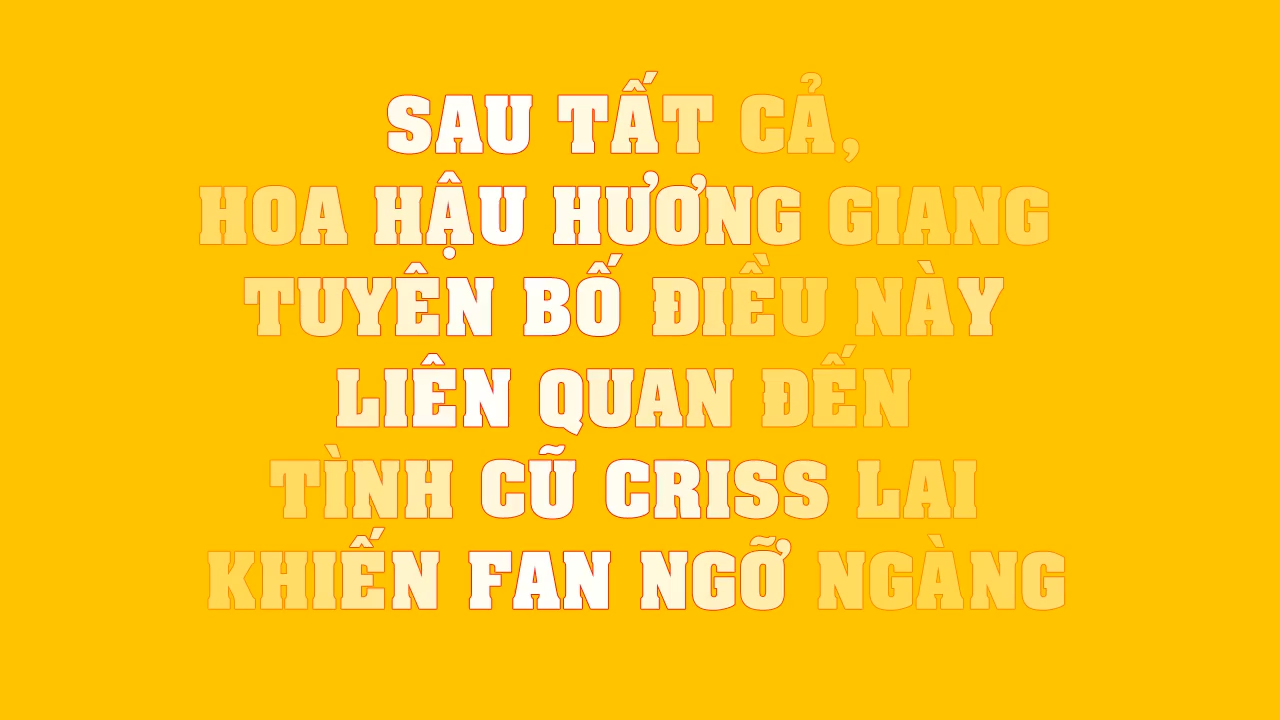 SAU TẤT CẢ,
HOA HẬU HƯƠNG GIANG
TUYÊN BỐ ĐIỀU NÀY
LIÊN QUAN ĐẾN
TÌNH CŨ CRISS LAI
KHIẾN FAN NGỠ NGÀNG